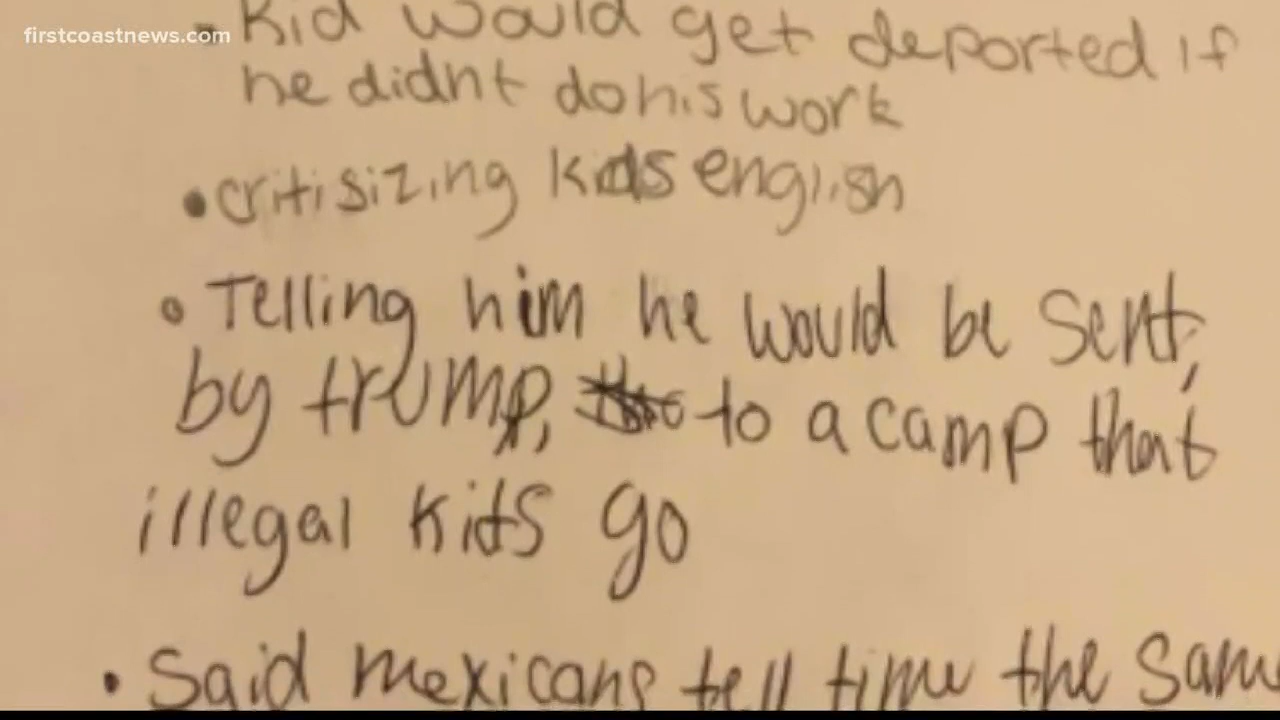 firstcoastnews.com
• Kid would get deported if
he didnt do his work
• critisizing kids english
• Telling him he would be sent,
by trump, to a camp that
illegal kids go
• Said mexicans tell time the same